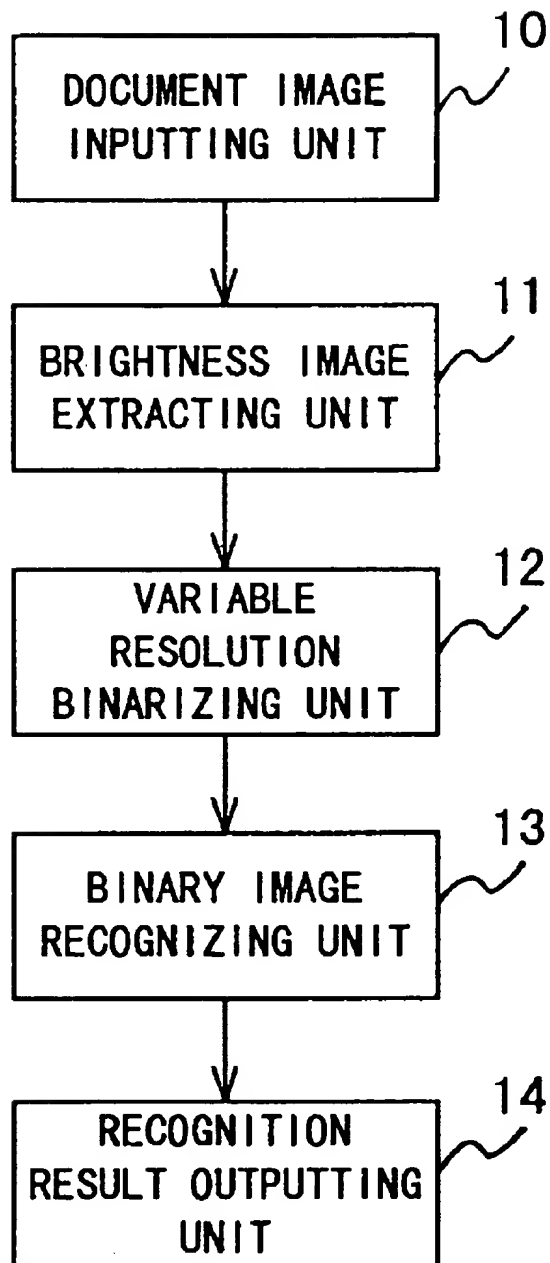 10
DOCUMENT IMAGE
INPUTTING UNIT
11
BRIGHTNESS IMAGE
EXTRACTING UNIT
12
VARIABLE
RESOLUTION
BINARIZING UNIT
13
BINARY IMAGE
RECOGNIZING UNIT
14
RECOGNITION
RESULT OUTPUTTING
UNIT